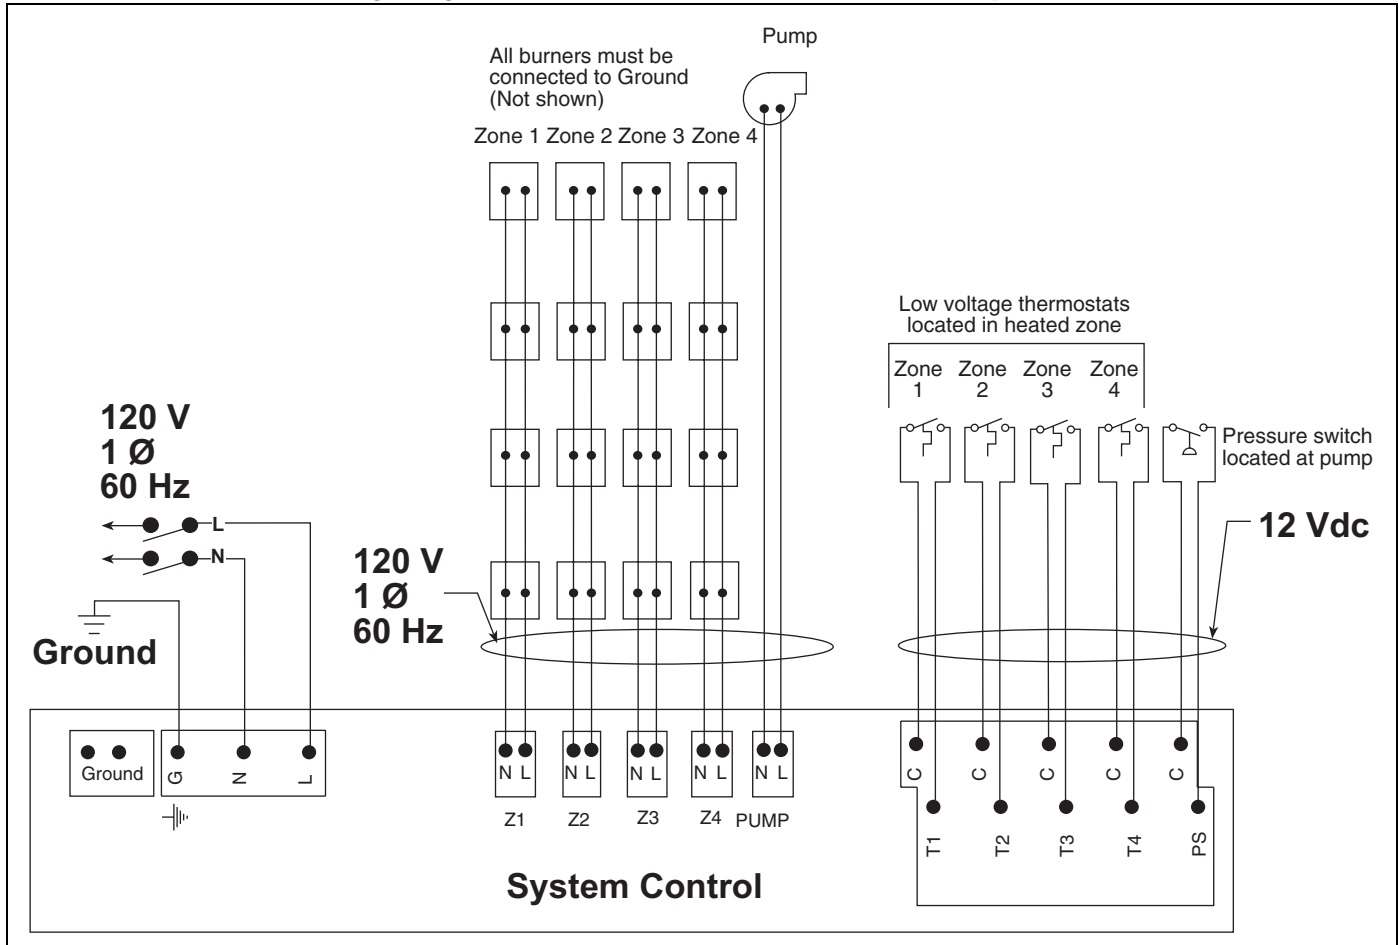 Pump
All burners must be
connected to Ground
(Not shown)
Zone 1 Zone 2 Zone 3 Zone 4
Low voltage thermostats
located in heated zone
Zone
1
Zone
2
Zone
3
Zone
4
Pressure switch
located at pump
120 V
1 Ø
60 Hz
L
N
Ground
120 V
1 Ø
60 Hz
12 Vdc
Ground
G
N
L
N L
N L
N L
N L
N L
Z1
Z2
Z3
Z4
PUMP
C
C
C
C
C
T1
T2
T3
T4
PS
System Control